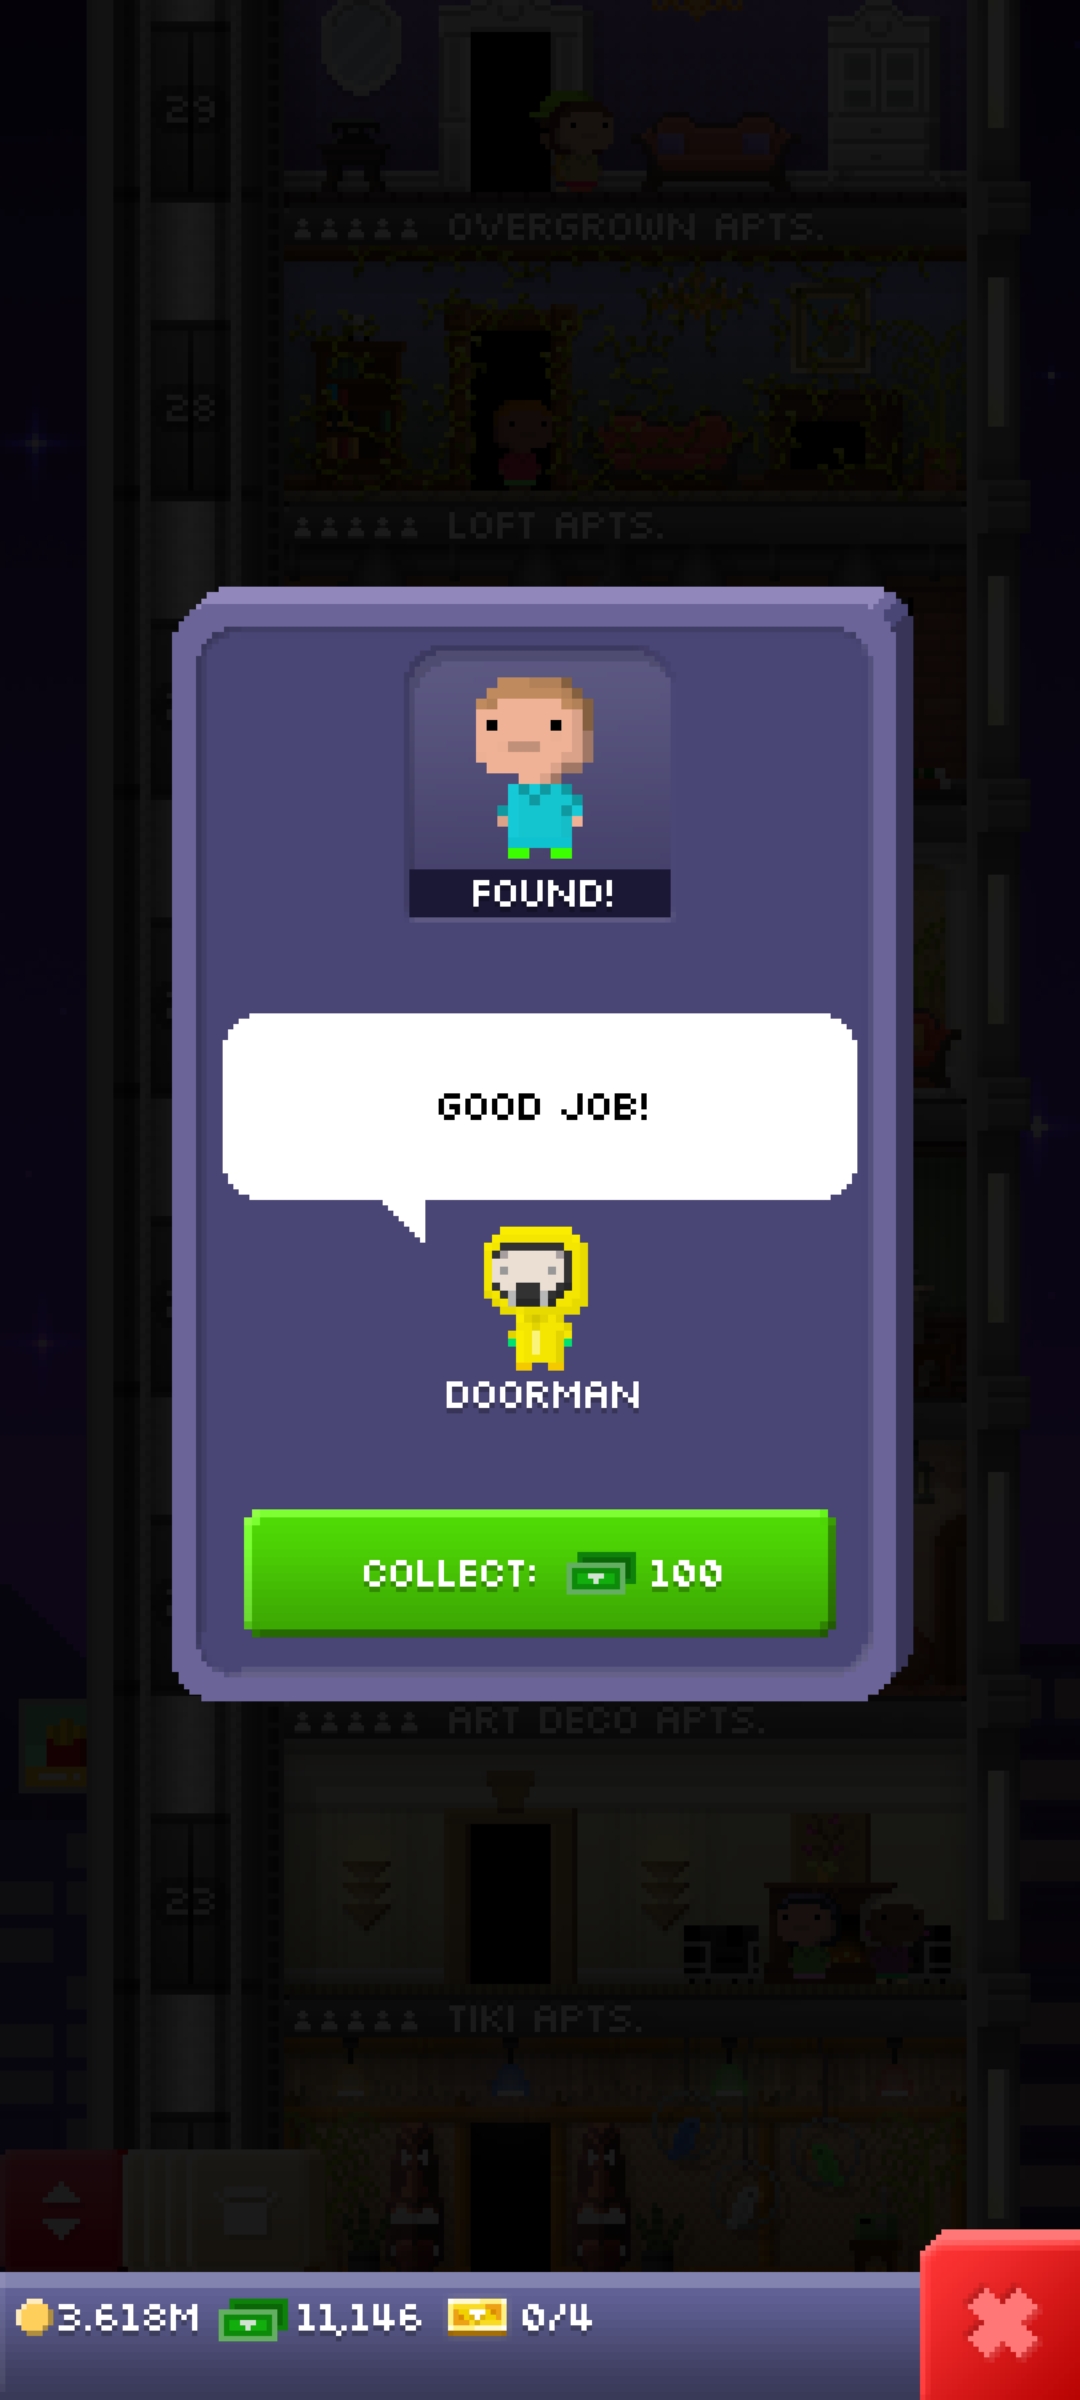 29
OVERGROWN APTS.
28
LOFT APTS.
FOUND!
GOOD JOB!
DOORMAN
COLLECT: 100
ART DECO APTS.
23
TIKI APTS.
3.618M 11,146 0/4